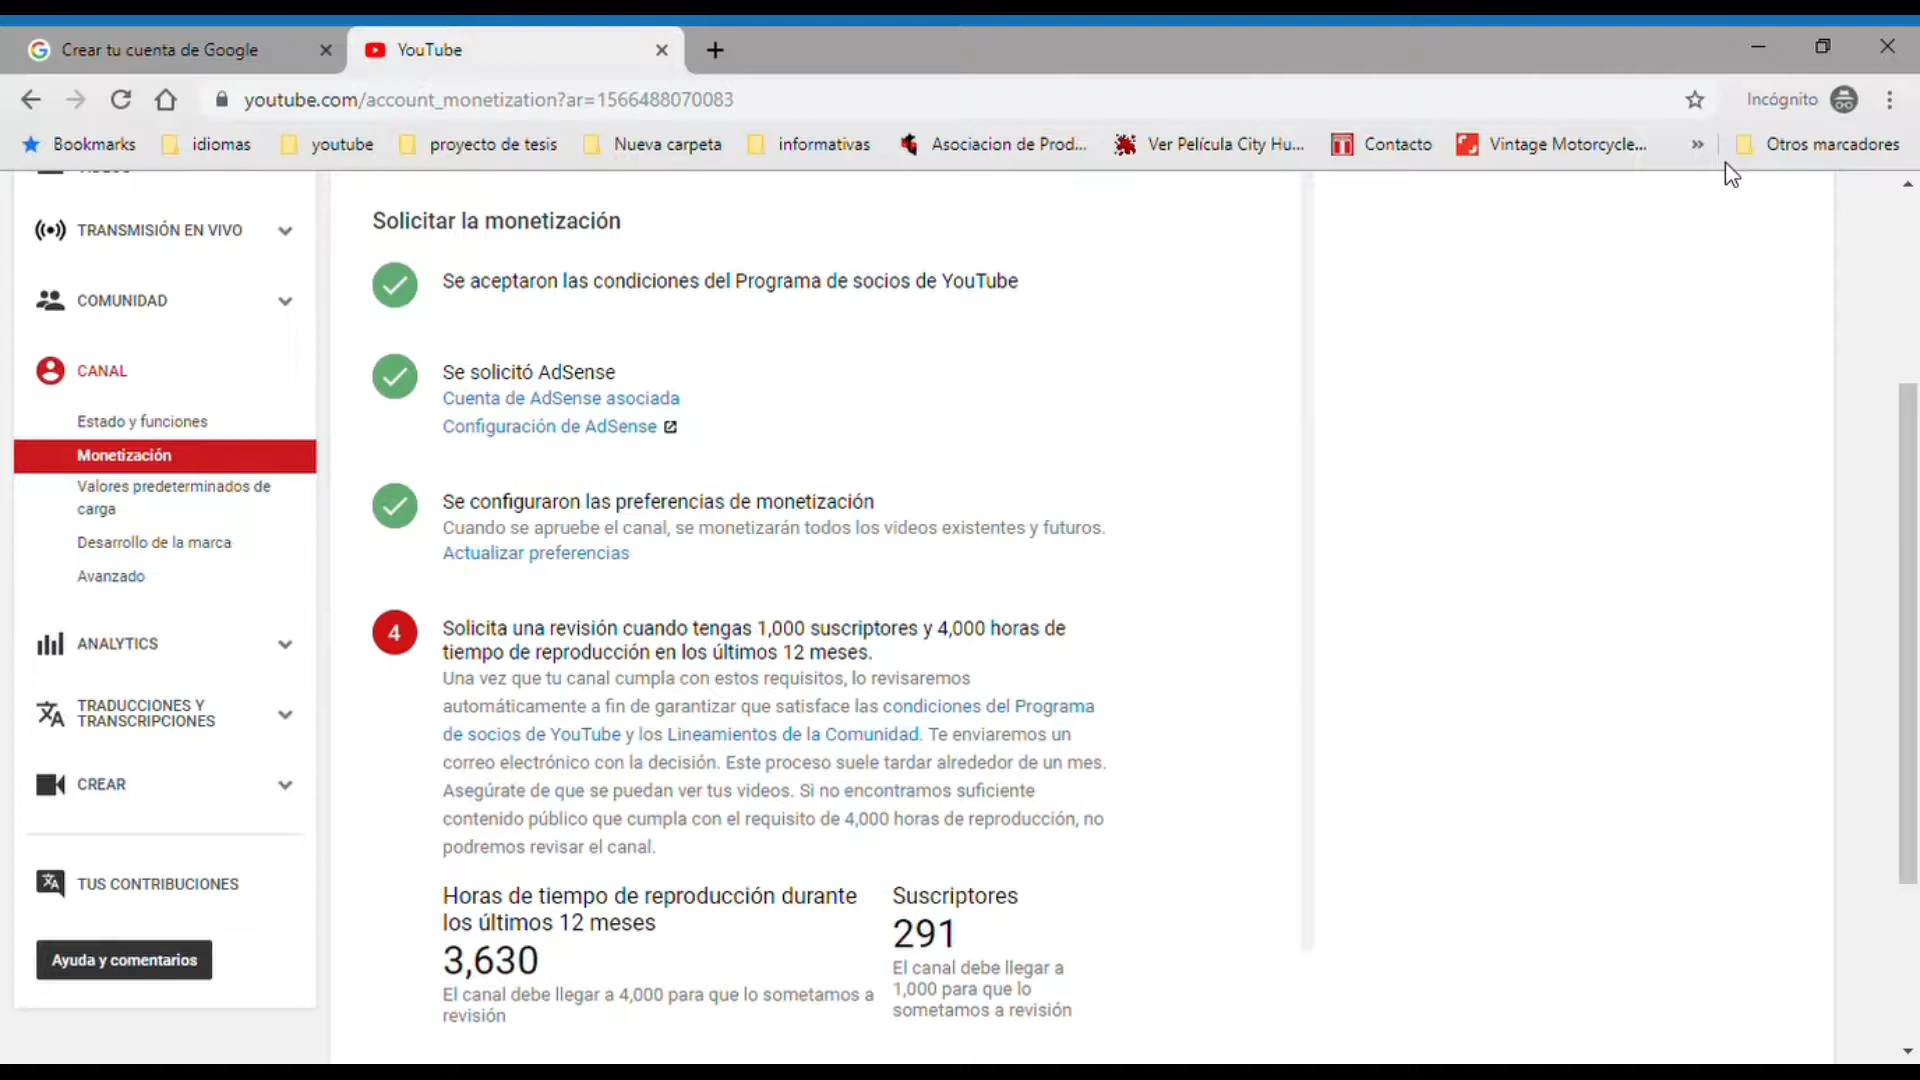 Crear tu cuenta de Google
YouTube
youtube.com/account_monetization?ar=1566488070083
Incógnito
Bookmarks
idiomas
youtube
proyecto de tesis
Nueva carpeta
informativas
Asociacion de Prod...
Ver Película City Hu...
Contacto
Vintage Motorcycle...
»
Otros marcadores
TRANSMISIÓN EN VIVO
COMUNIDAD
CANAL
Estado y funciones
Monetización
Valores predeterminados de
carga
Desarrollo de la marca
Avanzado
ANALYTICS
TRADUCCIONES Y
TRANSCRIPCIONES
CREAR
TUS CONTRIBUCIONES
Ayuda y comentarios
Solicitar la monetización
Se aceptaron las condiciones del Programa de socios de YouTube
Se solicitó AdSense
Cuenta de AdSense asociada
Configuración de AdSense
Se configuraron las preferencias de monetización
Cuando se apruebe el canal, se monetizarán todos los videos existentes y futuros.
Actualizar preferencias
4
Solicita una revisión cuando tengas 1,000 suscriptores y 4,000 horas de
tiempo de reproducción en los últimos 12 meses.
Una vez que tu canal cumpla con estos requisitos, lo revisaremos
automáticamente a fin de garantizar que satisface las condiciones del Programa
de socios de YouTube y los Lineamientos de la Comunidad. Te enviaremos un
correo electrónico con la decisión. Este proceso suele tardar alrededor de un mes.
Asegúrate de que se puedan ver tus videos. Si no encontramos suficiente
contenido público que cumpla con el requisito de 4,000 horas de reproducción, no
podremos revisar el canal.
Horas de tiempo de reproducción durante
los últimos 12 meses
3,630
El canal debe llegar a 4,000 para que lo sometamos a
revisión
Suscriptores
291
El canal debe llegar a
1,000 para que lo
sometamos a revisión